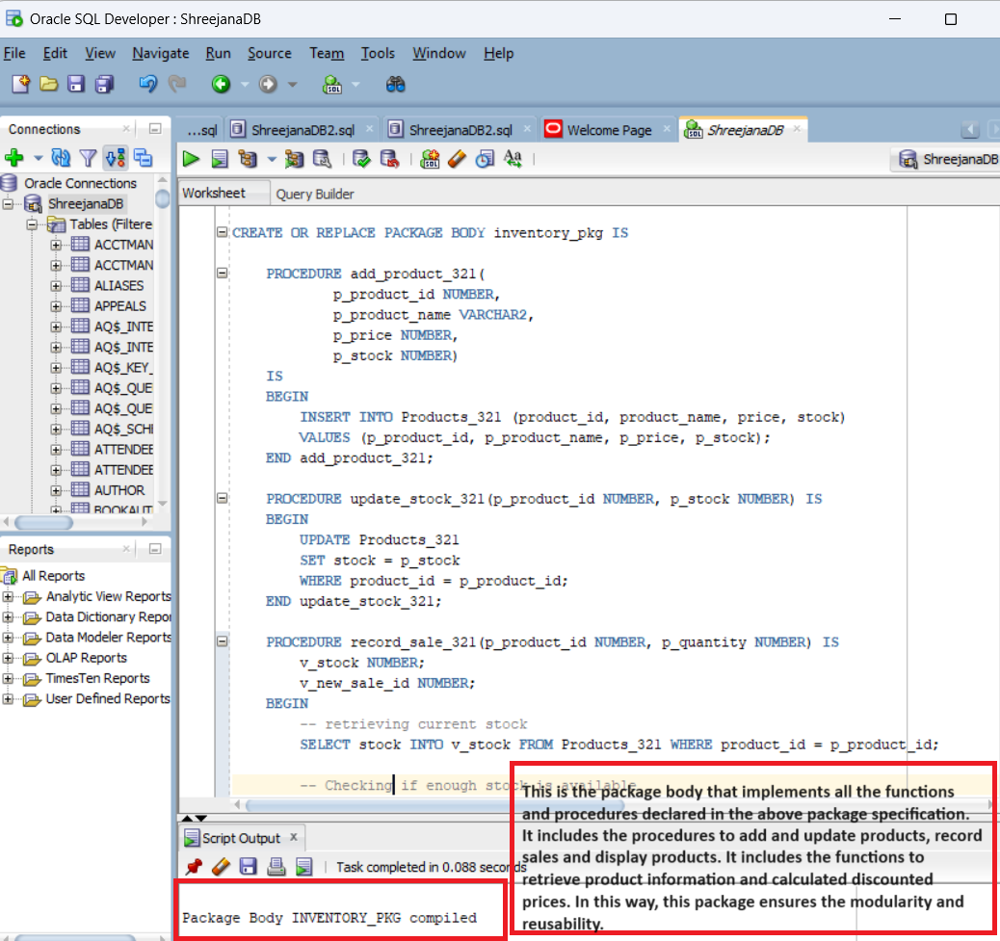 Oracle SQL Developer : ShreejanaDB
File Edit View Navigate Run Source Team Tools Window Help
Connections
...sql ShreejanaDB2.sql ShreejanaDB2.sql Welcome Page ShreejanaDB
ShreejanaDB
Oracle Connections
ShreejanaDB
Tables (Filtere
ACCTMAN
ACCTMAN
ALIASES
APPEALS
AQ$_INTE
AQ$_INTE
AQ$_KEY_
AQ$_QUE
AQ$_QUE
AQ$_SCHI
ATTENDEE
ATTENDEE
AUTHOR
BOOKAUT
Reports
All Reports
Analytic View Reports
Data Dictionary Repor
Data Modeler Reports
OLAP Reports
TimesTen Reports
User Defined Reports
Worksheet Query Builder
CREATE OR REPLACE PACKAGE BODY inventory_pkg IS
PROCEDURE add_product_321(
p_product_id NUMBER,
p_product_name VARCHAR2,
p_price NUMBER,
p_stock NUMBER)
IS
BEGIN
INSERT INTO Products_321 (product_id, product_name, price, stock)
VALUES (p_product_id, p_product_name, p_price, p_stock);
END add_product_321;
PROCEDURE update_stock_321(p_product_id NUMBER, p_stock NUMBER) IS
BEGIN
UPDATE Products_321
SET stock = p_stock
WHERE product_id = p_product_id;
END update_stock_321;
PROCEDURE record_sale_321(p_product_id NUMBER, p_quantity NUMBER) IS
v_stock NUMBER;
v_new_sale_id NUMBER;
BEGIN
-- retrieving current stock
SELECT stock INTO v_stock FROM Products_321 WHERE product_id = p_product_id;
-- Checking if enough stock is available
Script Output
Task completed in 0.088 seconds
Package Body INVENTORY_PKG compiled
This is the package body that implements all the functions
and procedures declared in the above package specification.
It includes the procedures to add and update products, record
sales and display products. It includes the functions to
retrieve product information and calculated discounted
prices. In this way, this package ensures the modularity and
reusability.